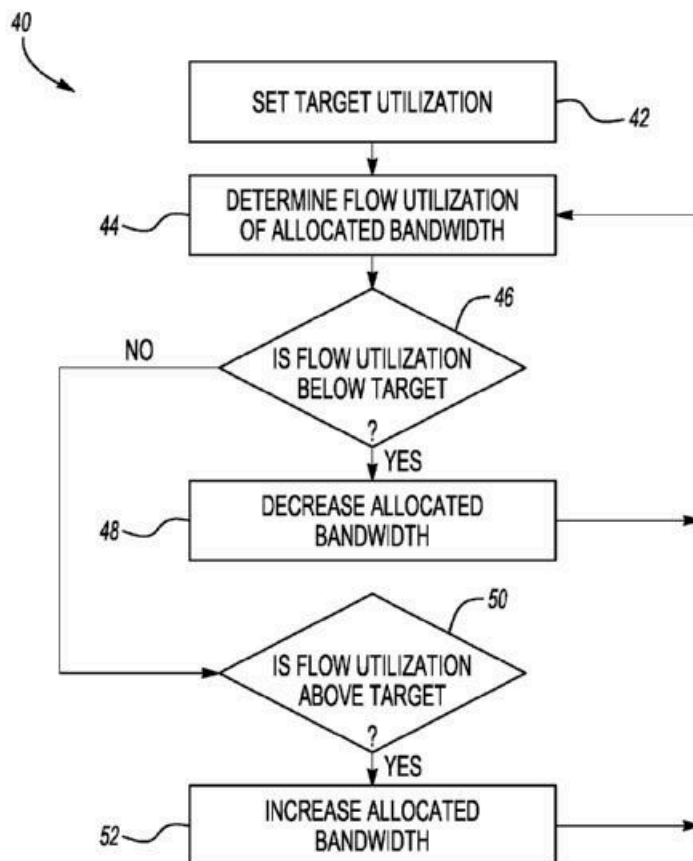 40
SET TARGET UTILIZATION
42
DETERMINE FLOW UTILIZATION
OF ALLOCATED BANDWIDTH
44
46
IS FLOW UTILIZATION
BELOW TARGET
?
NO
YES
DECREASE ALLOCATED
BANDWIDTH
48
50
IS FLOW UTILIZATION
ABOVE TARGET
?
YES
INCREASE ALLOCATED
BANDWIDTH
52